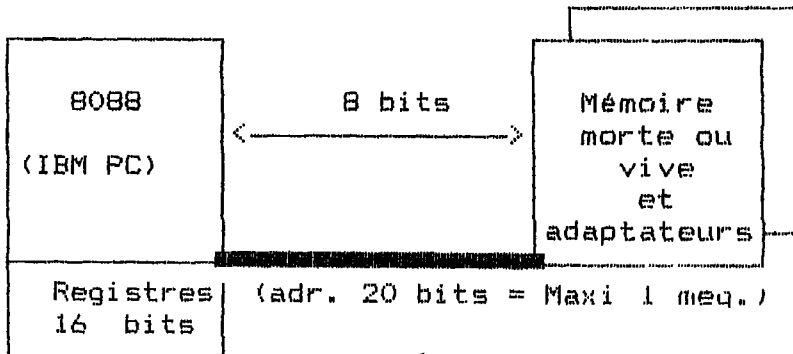 8088
8 bits
(IBM PC)
Mémoire
morte ou
vive
et
adaptateurs
Registres
16 bits
(adr. 20 bits = Maxi 1 meq.)